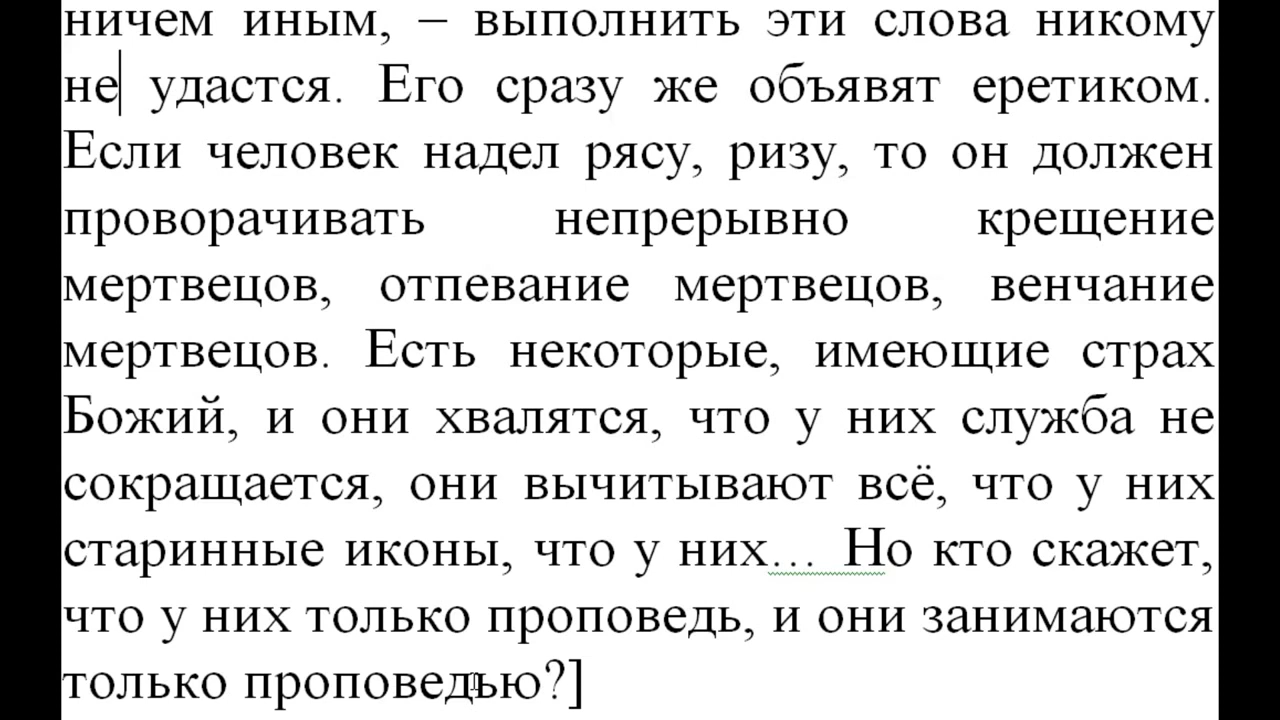 ничем иным, – выполнить эти слова никому
не удастся. Его сразу же объявят еретиком.
Если человек надел рясу, ризу, то он должен
проворачивать непрерывно крещение
мертвецов, отпевание мертвецов, венчание
мертвецов. Есть некоторые, имеющие страх
Божий, и они хвалятся, что у них служба не
сокращается, они вычитывают всё, что у них
старинные иконы, что у них… Но кто скажет,
что у них только проповедь, и они занимаются
только проповедью?]